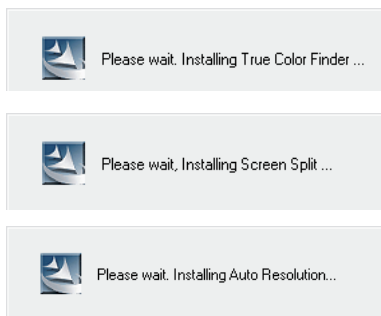 Please wait. Installing True Color Finder ...
Please wait, Installing Screen Split ...
Please wait. Installing Auto Resolution...